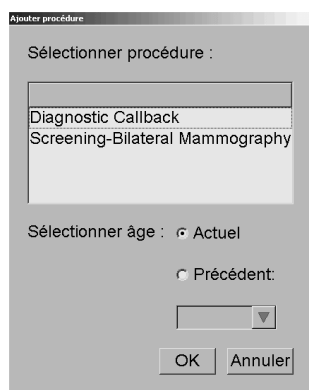 Ajouter procédure
Sélectionner procédure :
Diagnostic Callback
Screening-Bilateral Mammography
Sélectionner âge : Actuel
Précédent:
OK Annuler